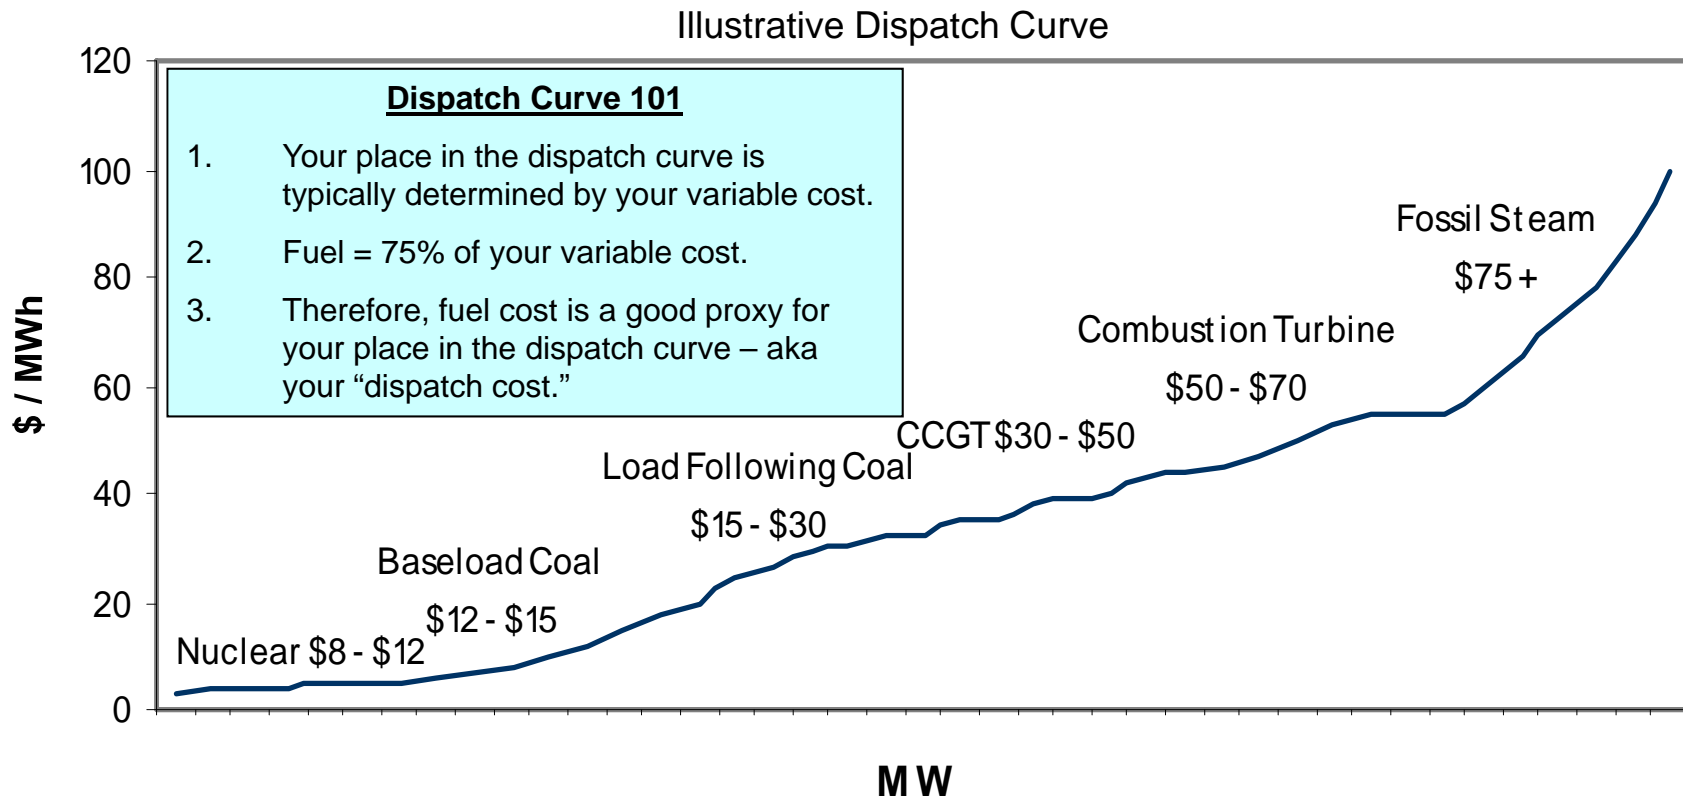 Illustrative Dispatch Curve
120
100
80
60
40
20
0
$ / MWh
Dispatch Curve 101
1. Your place in the dispatch curve is
typically determined by your variable cost.
2. Fuel = 75% of your variable cost.
3. Therefore, fuel cost is a good proxy for
your place in the dispatch curve – aka
your “dispatch cost.”
Nuclear $8 - $12
Baseload Coal
$12 - $15
Load Following Coal
$15 - $30
CCGT $30 - $50
Combustion Turbine
$50 - $70
Fossil Steam
$75 +
MW